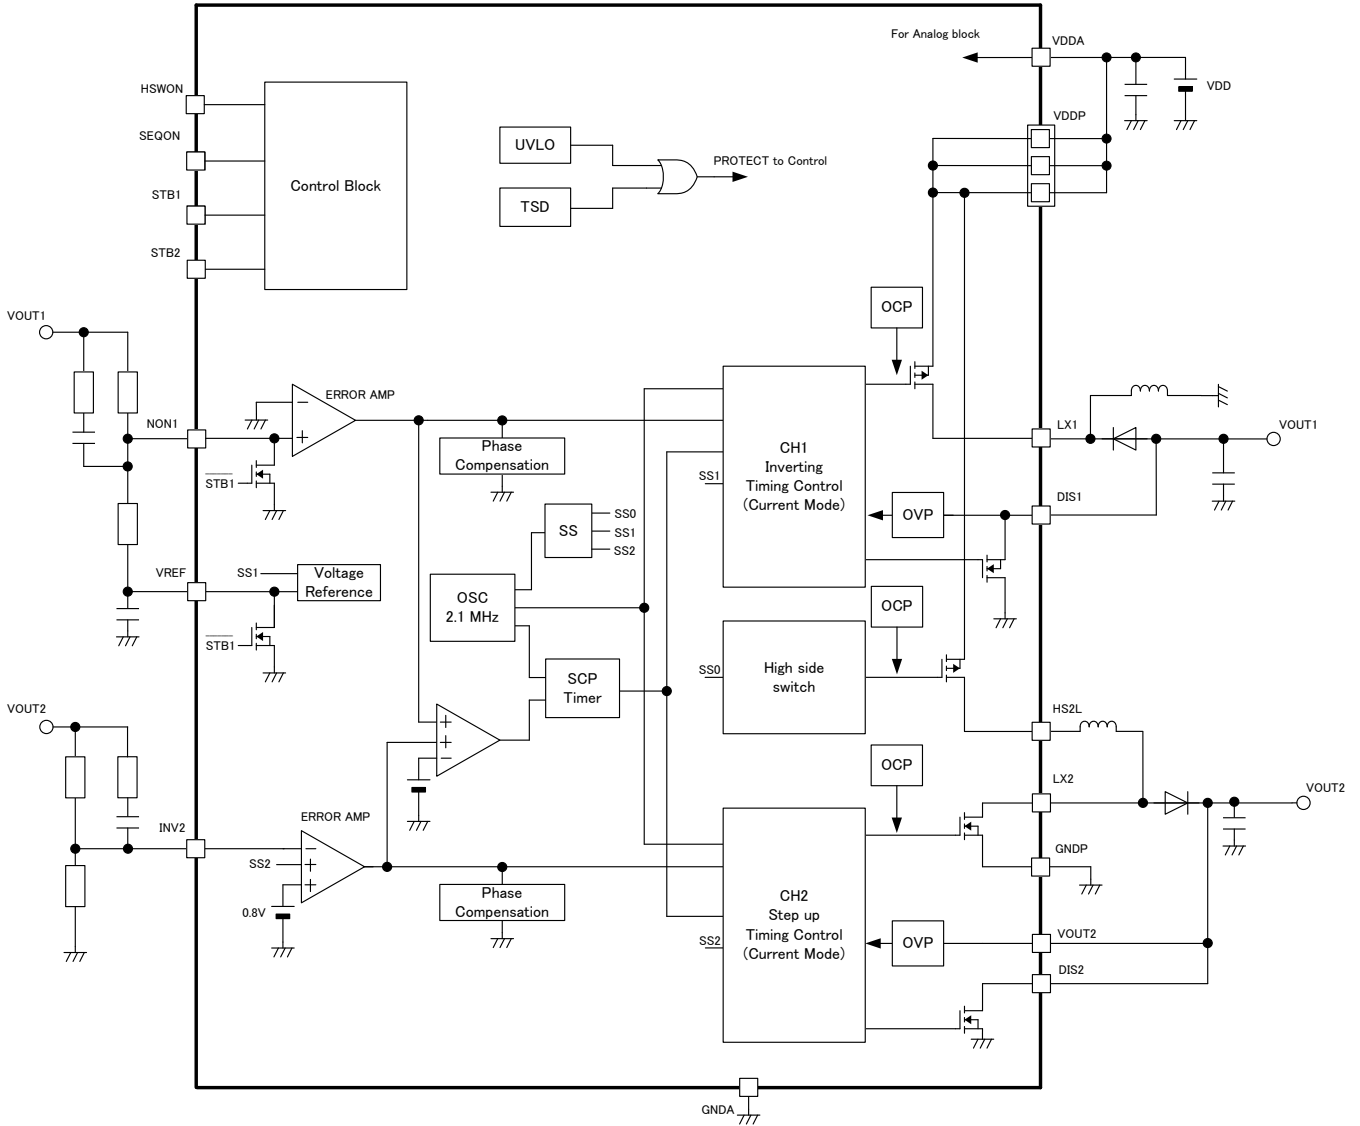 For Analog block
VDDA
VDD
HSWON
SEQON
STB1
STB2
Control Block
UVLO
TSD
PROTECT to Control
VDDP
VOUT1
NON1
ERROR AMP
−
+
STB1
Phase
Compensation
OCP
CH1
Inverting
Timing Control
(Current Mode)
SS1
LX1
VOUT1
DIS1
OVP
SS
SS0
SS1
SS2
VREF
SS1
Voltage
Reference
STB1
OSC
2.1 MHz
SCP
Timer
OCP
SS0
High side
switch
HS2L
VOUT2
+
+
−
OCP
LX2
VOUT2
INV2
ERROR AMP
−
SS2
+
+
0.8V
Phase
Compensation
GNDP
CH2
Step up
Timing Control
(Current Mode)
SS2
OVP
VOUT2
DIS2
GNDA